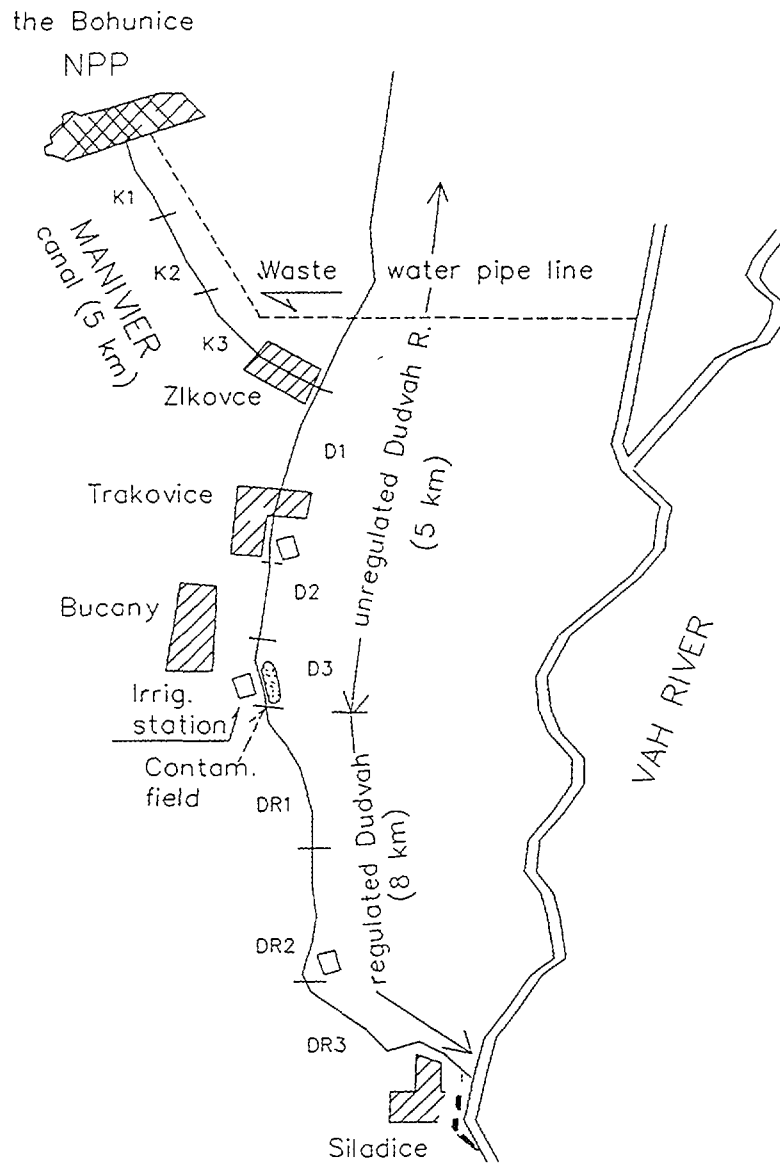 the Bohunice
NPP
K1
MANIVIER
canal (5 km)
K2
Waste water pipe line
K3
Zlkovce
D1
unregulated Dudvah R.
(5 km)
Trakovice
D2
Bucany
D3
Irrig.
station
Contam.
field
DR1
regulated Dudvah
(8 km)
VAH RIVER
DR2
DR3
Siladice